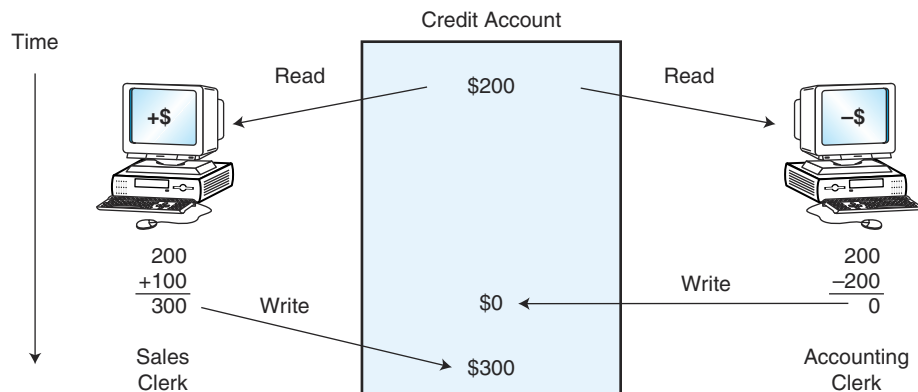 Credit Account
Time
Read
$200
Read
+$
–$
200
+100
300
Write
$0
Write
200
–200
0
$300
Sales
Clerk
Accounting
Clerk